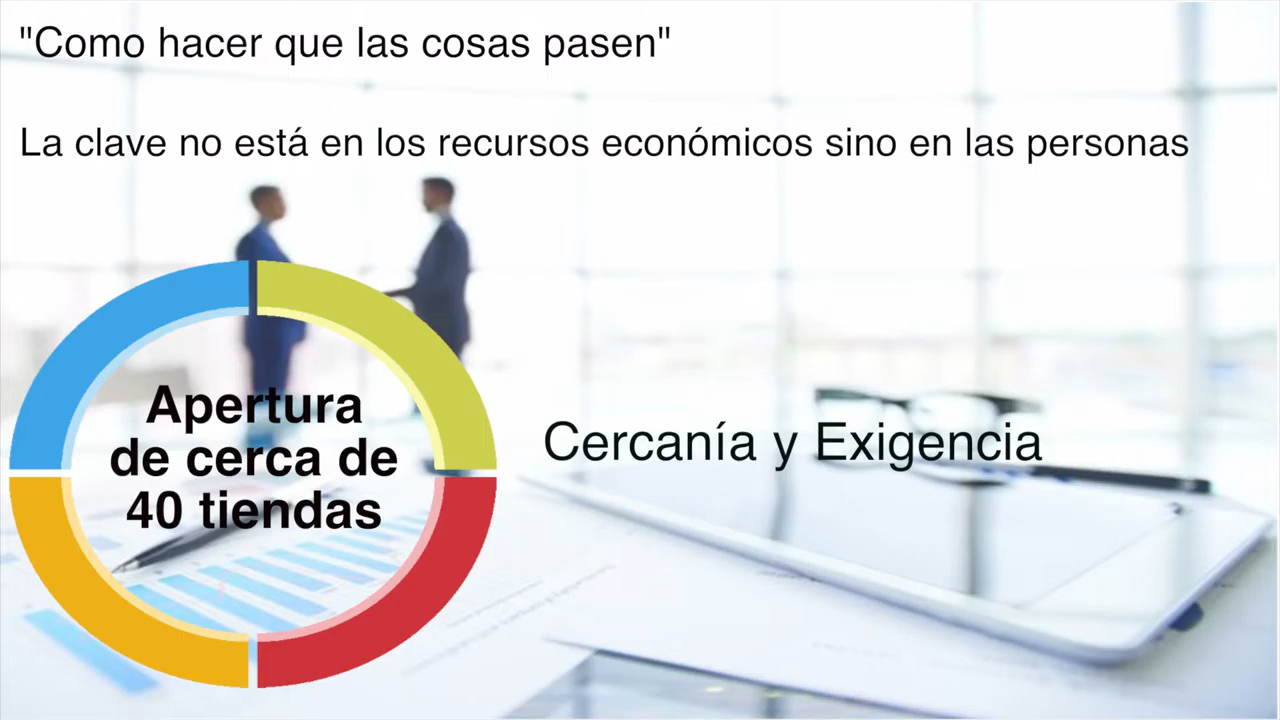 "Como hacer que las cosas pasen"
La clave no está en los recursos económicos sino en las personas
Apertura
de cerca de
40 tiendas
Cercanía y Exigencia